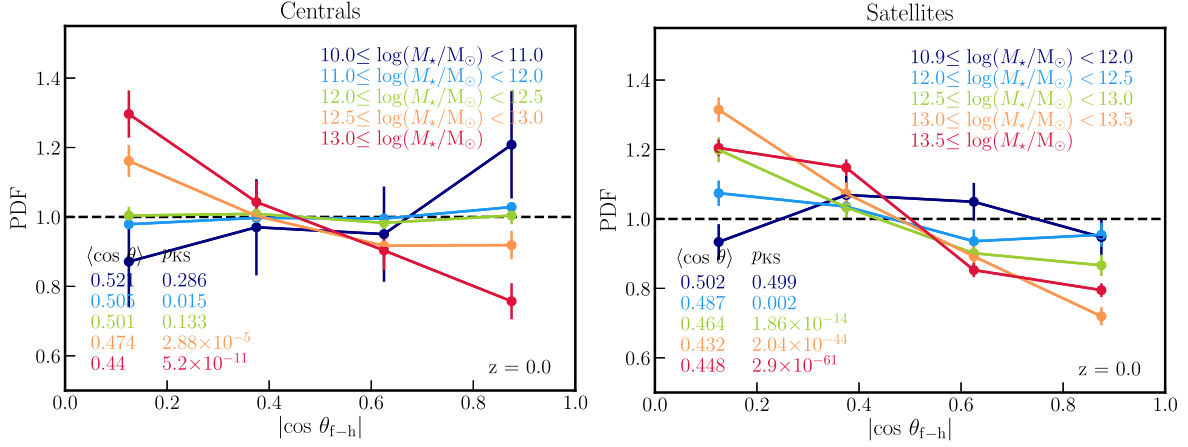 Centrals
10.0≤ log(M⋆/M⊙) < 11.0
11.0≤ log(M⋆/M⊙) < 12.0
12.0≤ log(M⋆/M⊙) < 12.5
12.5≤ log(M⋆/M⊙) < 13.0
13.0≤ log(M⋆/M⊙)
1.4
1.2
1.0
0.8
0.6
PDF
⟨cos θ⟩ pKS
0.521 0.286
0.505 0.015
0.501 0.133
0.474 2.88×10⁻⁵
0.44 5.2×10⁻¹¹
z = 0.0
0.0 0.2 0.4 0.6 0.8 1.0
|cos θf−h|
Satellites
10.9≤ log(M⋆/M⊙) < 12.0
12.0≤ log(M⋆/M⊙) < 12.5
12.5≤ log(M⋆/M⊙) < 13.0
13.0≤ log(M⋆/M⊙) < 13.5
13.5≤ log(M⋆/M⊙)
1.4
1.2
1.0
0.8
0.6
PDF
⟨cos θ⟩ pKS
0.502 0.499
0.487 0.002
0.464 1.86×10⁻¹⁴
0.432 2.04×10⁻⁴⁴
0.448 2.9×10⁻⁶¹
z = 0.0
0.0 0.2 0.4 0.6 0.8 1.0
|cos θf−h|